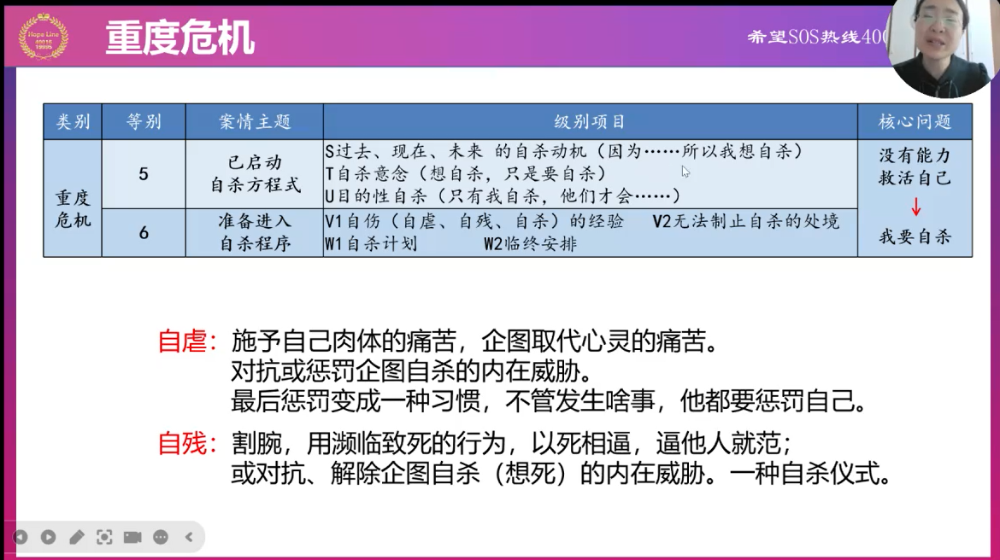 Hope Line
40016
19995
重度危机
希望SOS热线400
类别 等别 案情主题 级别项目 核心问题
重度危机
5
已启动
自杀方程式
S过去、现在、未来 的自杀动机（因为……所以我想自杀）
T自杀意念（想自杀，只是要自杀）
U目的性自杀（只有我自杀，他们才会……）
没有能力
救活自己
我要自杀
6
准备进入
自杀程序
V1自伤（自虐、自残、自杀）的经验 V2无法制止自杀的处境
W1自杀计划 W2临终安排
自虐：施予自己肉体的痛苦，企图取代心灵的痛苦。
对抗或惩罚企图自杀的内在威胁。
最后惩罚变成一种习惯，不管发生啥事，他都要惩罚自己。
自残：割腕，用濒临致死的行为，以死相逼，逼他人就范；
或对抗、解除企图自杀（想死）的内在威胁。一种自杀仪式。